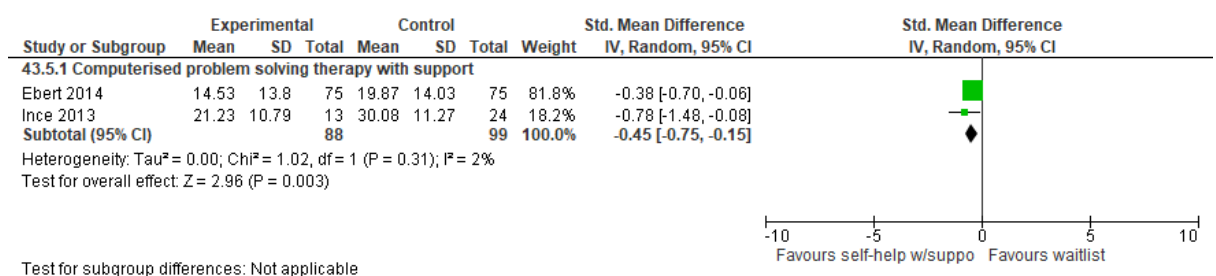 Experimental Control Std. Mean Difference Std. Mean Difference
Study or Subgroup Mean SD Total Mean SD Total Weight IV, Random, 95% CI IV, Random, 95% CI
43.5.1 Computerised problem solving therapy with support
Ebert 2014 14.53 13.8 75 19.87 14.03 75 81.8% -0.38 [-0.70, -0.06]
Ince 2013 21.23 10.79 13 30.08 11.27 24 18.2% -0.78 [-1.48, -0.08]
Subtotal (95% CI) 88 99 100.0% -0.45 [-0.75, -0.15]
Heterogeneity: Tau² = 0.00; Chi² = 1.02, df = 1 (P = 0.31); I² = 2%
Test for overall effect: Z = 2.96 (P = 0.003)
-10 -5 0 5 10
Favours self-help w/suppo Favours waitlist
Test for subgroup differences: Not applicable